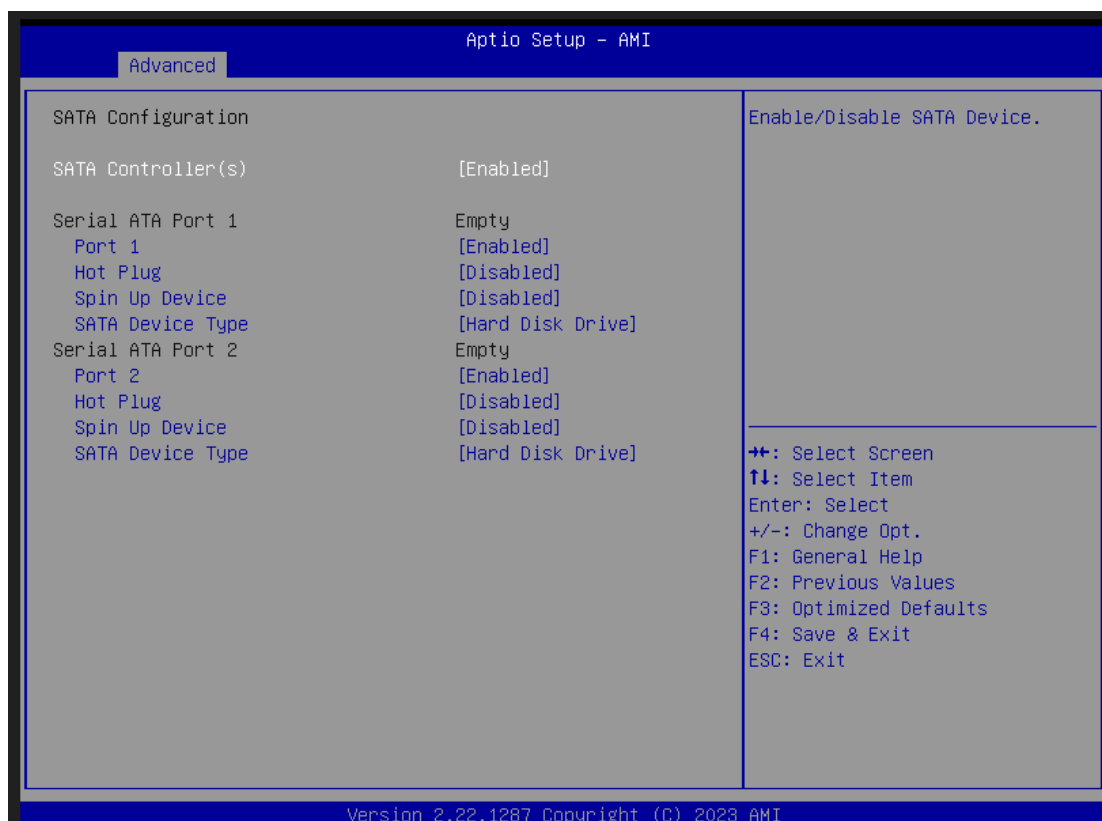 Aptio Setup – AMI
Advanced
SATA Configuration
Enable/Disable SATA Device.
SATA Controller(s) [Enabled]
Serial ATA Port 1 Empty
Port 1 [Enabled]
Hot Plug [Disabled]
Spin Up Device [Disabled]
SATA Device Type [Hard Disk Drive]
Serial ATA Port 2 Empty
Port 2 [Enabled]
Hot Plug [Disabled]
Spin Up Device [Disabled]
SATA Device Type [Hard Disk Drive]
→←: Select Screen
↑↓: Select Item
Enter: Select
+/-: Change Opt.
F1: General Help
F2: Previous Values
F3: Optimized Defaults
F4: Save & Exit
ESC: Exit
Version 2.22.1287 Copyright (C) 2023 AMI